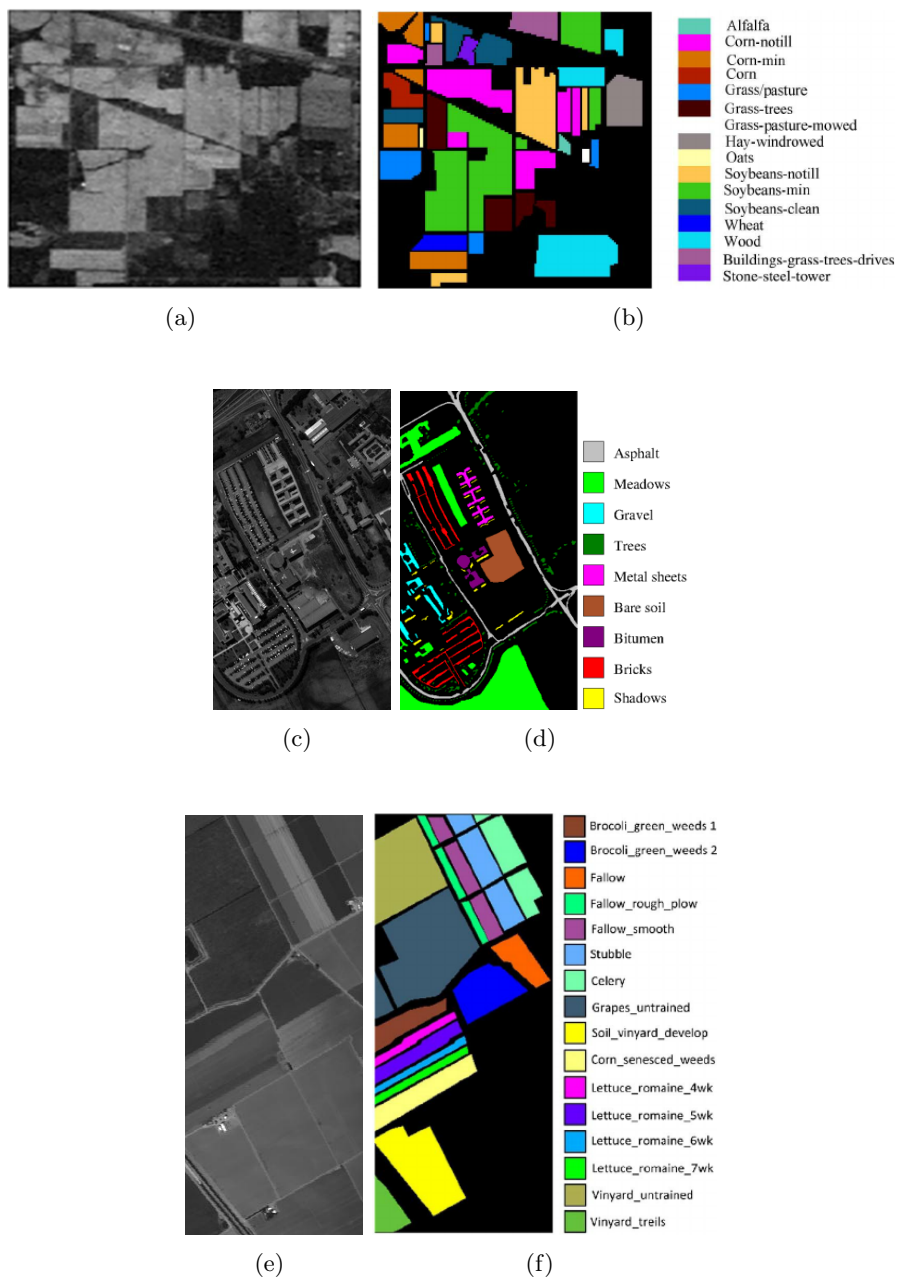 Alfalfa
Corn-notill
Corn-min
Corn
Grass/pasture
Grass-trees
Grass-pasture-mowed
Hay-windrowed
Oats
Soybeans-notill
Soybeans-min
Soybeans-clean
Wheat
Wood
Buildings-grass-trees-drives
Stone-steel-tower
(a)
(b)
Asphalt
Meadows
Gravel
Trees
Metal sheets
Bare soil
Bitumen
Bricks
Shadows
(c)
(d)
Brocoli_green_weeds 1
Brocoli_green_weeds 2
Fallow
Fallow_rough_plow
Fallow_smooth
Stubble
Celery
Grapes_untrained
Soil_vinyard_develop
Corn_senesced_weeds
Lettuce_romaine_4wk
Lettuce_romaine_5wk
Lettuce_romaine_6wk
Lettuce_romaine_7wk
Vinyard_untrained
Vinyard_treils
(e)
(f)